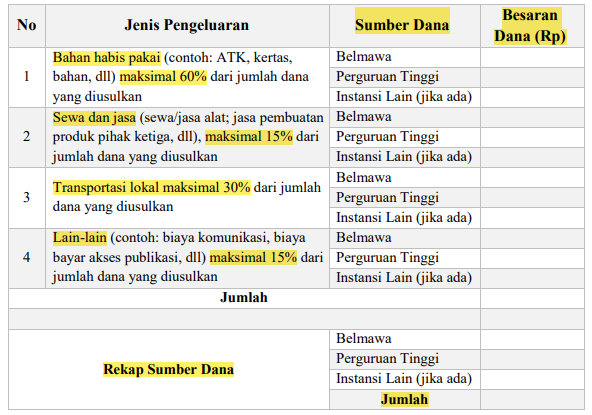 No Jenis Pengeluaran Sumber Dana Besaran
Dana (Rp)
1
Bahan habis pakai (contoh: ATK, kertas,
bahan, dll) maksimal 60% dari jumlah dana
yang diusulkan
Belmawa
Perguruan Tinggi
Instansi Lain (jika ada)
2
Sewa dan jasa (sewa/jasa alat; jasa pembuatan
produk pihak ketiga, dll), maksimal 15% dari
jumlah dana yang diusulkan
Belmawa
Perguruan Tinggi
Instansi Lain (jika ada)
3
Transportasi lokal maksimal 30% dari jumlah
dana yang diusulkan
Belmawa
Perguruan Tinggi
Instansi Lain (jika ada)
4
Lain-lain (contoh: biaya komunikasi, biaya
bayar akses publikasi, dll) maksimal 15% dari
jumlah dana yang diusulkan
Belmawa
Perguruan Tinggi
Instansi Lain (jika ada)
Jumlah
Rekap Sumber Dana
Belmawa
Perguruan Tinggi
Instansi Lain (jika ada)
Jumlah